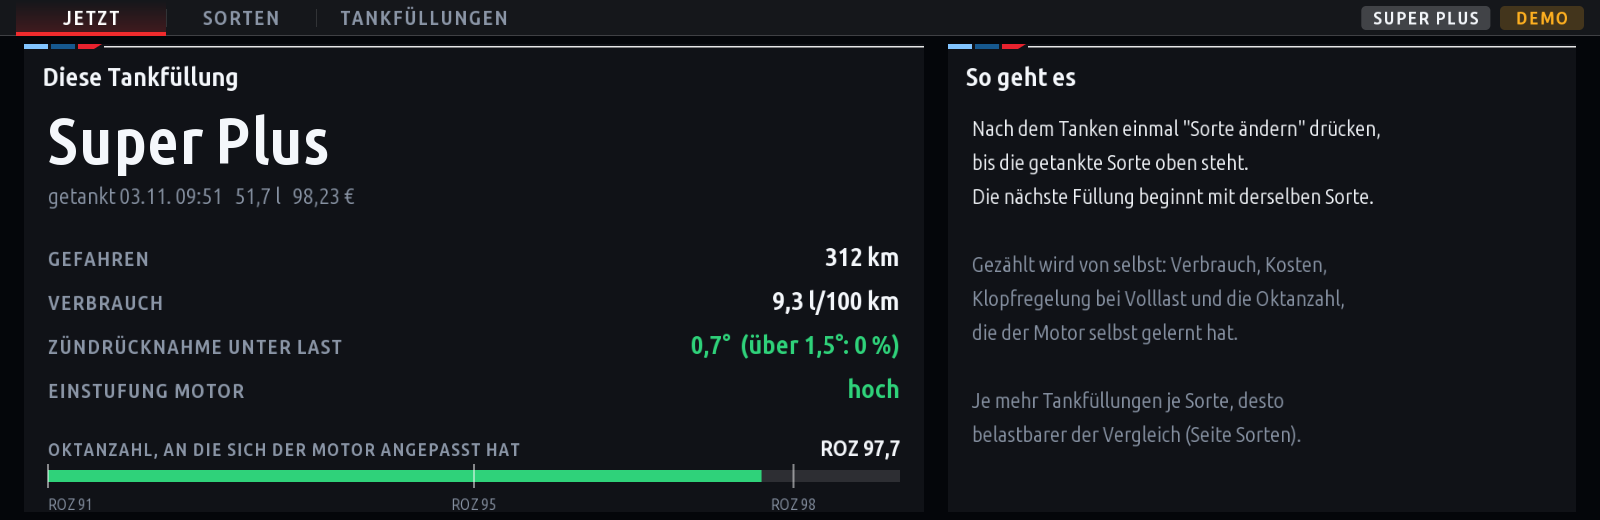 JETZT
SORTEN
TANKFÜLLUNGEN
SUPER PLUS
DEMO
Diese Tankfüllung
Super Plus
getankt 03.11. 09:51 51,7 l 98,23 €
GEFAHREN 312 km
VERBRAUCH 9,3 l/100 km
ZÜNDRÜCKNAHME UNTER LAST 0,7° (über 1,5°: 0 %)
EINSTUFUNG MOTOR hoch
OKTANZAHL, AN DIE SICH DER MOTOR ANGEPASST HAT ROZ 97,7
ROZ 91 ROZ 95 ROZ 98
So geht es
Nach dem Tanken einmal "Sorte ändern" drücken,
bis die getankte Sorte oben steht.
Die nächste Füllung beginnt mit derselben Sorte.
Gezählt wird von selbst: Verbrauch, Kosten,
Klopfregelung bei Volllast und die Oktanzahl,
die der Motor selbst gelernt hat.
Je mehr Tankfüllungen je Sorte, desto
belastbarer der Vergleich (Seite Sorten).